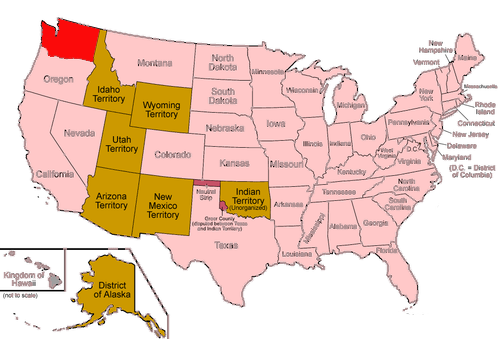 New
Hampshire
Vermont
Maine
Montana
North
Dakota
Minnesota
Oregon
Idaho
Territory
Wisconsin
Michigan
New
York
Massachusetts
South
Dakota
Wyoming
Territory
Rhode
Island
Connecticut
Pennsylvania
New Jersey
Nevada
Utah
Territory
Nebraska
Iowa
Illinois
Indiana
Ohio
Delaware
Maryland
(D.C. = District
of Columbia)
D.C.
West
Virginia
Virginia
Colorado
Kansas
Missouri
Kentucky
California
North
Carolina
Tennessee
South
Carolina
Arizona
Territory
New
Mexico
Territory
Neutral
Strip
Indian
Territory
(Unorganized)
Arkansas
Greer County
(disputed between Texas
and Indian Territory)
Mississippi
Alabama
Georgia
Texas
Louisiana
Florida
Kingdom of
Hawaii
(not to scale)
District
of Alaska